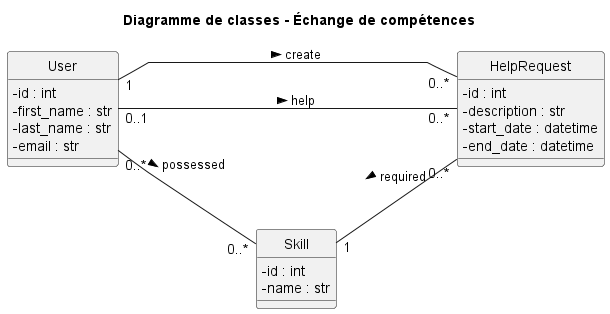 Diagramme de classes - Échange de compétences
User
-id : int
-first_name : str
-last_name : str
-email : str
HelpRequest
-id : int
-description : str
-start_date : datetime
-end_date : datetime
create
1
0..*
help
0..1
0..*
0..*
possessed
0..*
required
0..*
1
Skill
-id : int
-name : str